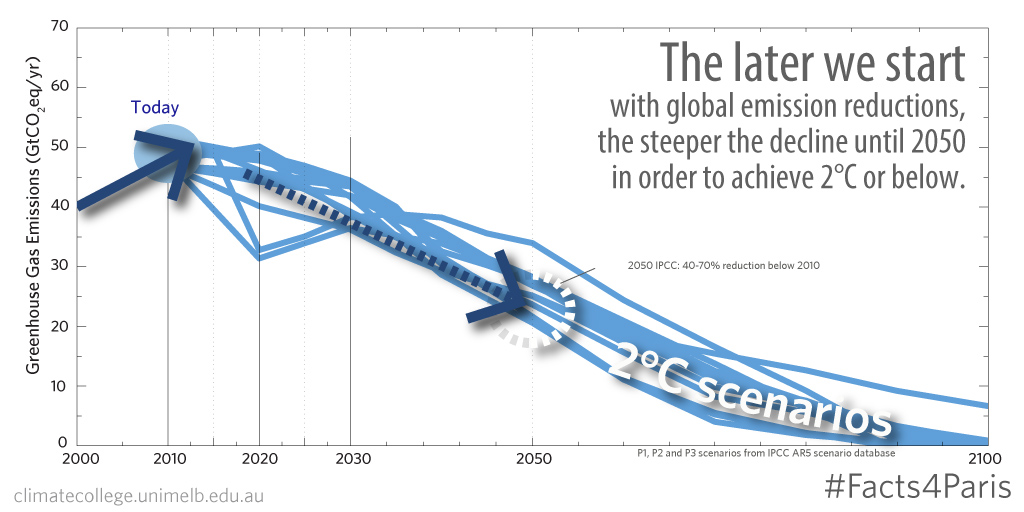 70
60
50
40
30
20
10
0
Greenhouse Gas Emissions (GtCO2eq/yr)
Today
The later we start
with global emission reductions,
the steeper the decline until 2050
in order to achieve 2°C or below.
2050 IPCC: 40-70% reduction below 2010
2°C scenarios
2000 2010 2020 2030 2050 2100
P1, P2 and P3 scenarios from IPCC AR5 scenario database
climatecollege.unimelb.edu.au
#Facts4Paris